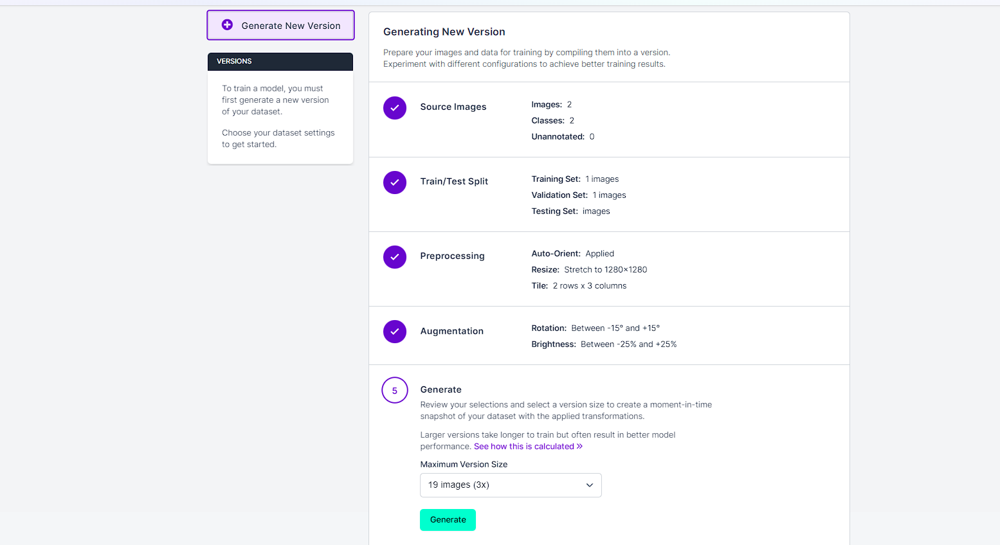 Generate New Version
VERSIONS
To train a model, you must
first generate a new version
of your dataset.
Choose your dataset settings
to get started.
Generating New Version
Prepare your images and data for training by compiling them into a version.
Experiment with different configurations to achieve better training results.
Source Images
Images: 2
Classes: 2
Unannotated: 0
Train/Test Split
Training Set: 1 images
Validation Set: 1 images
Testing Set: images
Preprocessing
Auto-Orient: Applied
Resize: Stretch to 1280×1280
Tile: 2 rows x 3 columns
Augmentation
Rotation: Between -15° and +15°
Brightness: Between -25% and +25%
5
Generate
Review your selections and select a version size to create a moment-in-time
snapshot of your dataset with the applied transformations.
Larger versions take longer to train but often result in better model
performance. See how this is calculated »
Maximum Version Size
19 images (3x)
Generate